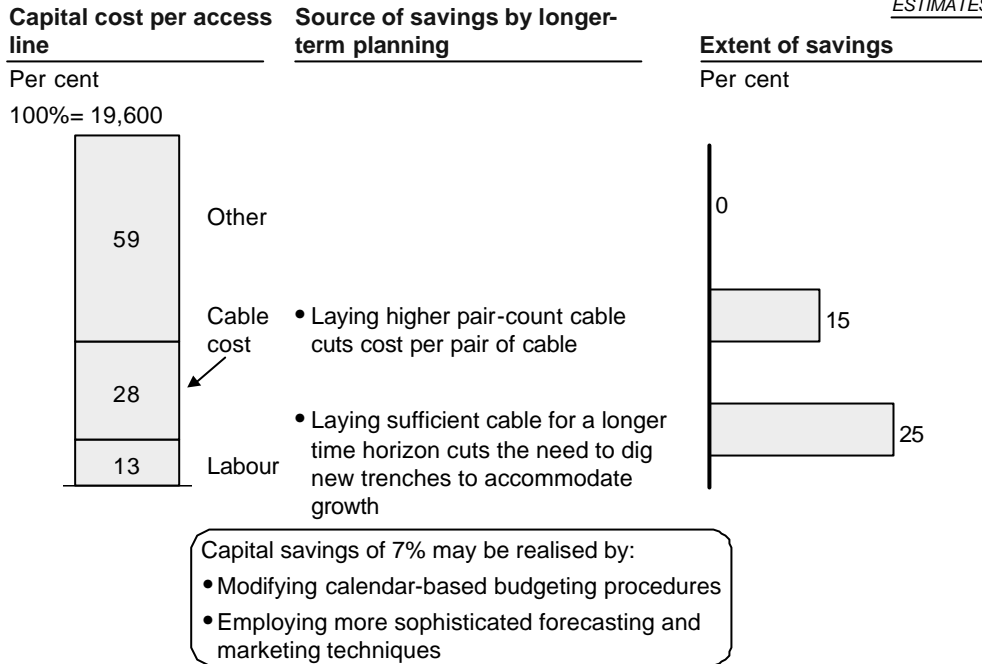 ESTIMATES
Capital cost per access
line
Per cent
100%= 19,600
59
28
13
Other
Cable
cost
Labour
Source of savings by longer-
term planning
• Laying higher pair-count cable
cuts cost per pair of cable
• Laying sufficient cable for a longer
time horizon cuts the need to dig
new trenches to accommodate
growth
Extent of savings
Per cent
0
15
25
Capital savings of 7% may be realised by:
• Modifying calendar-based budgeting procedures
• Employing more sophisticated forecasting and
marketing techniques